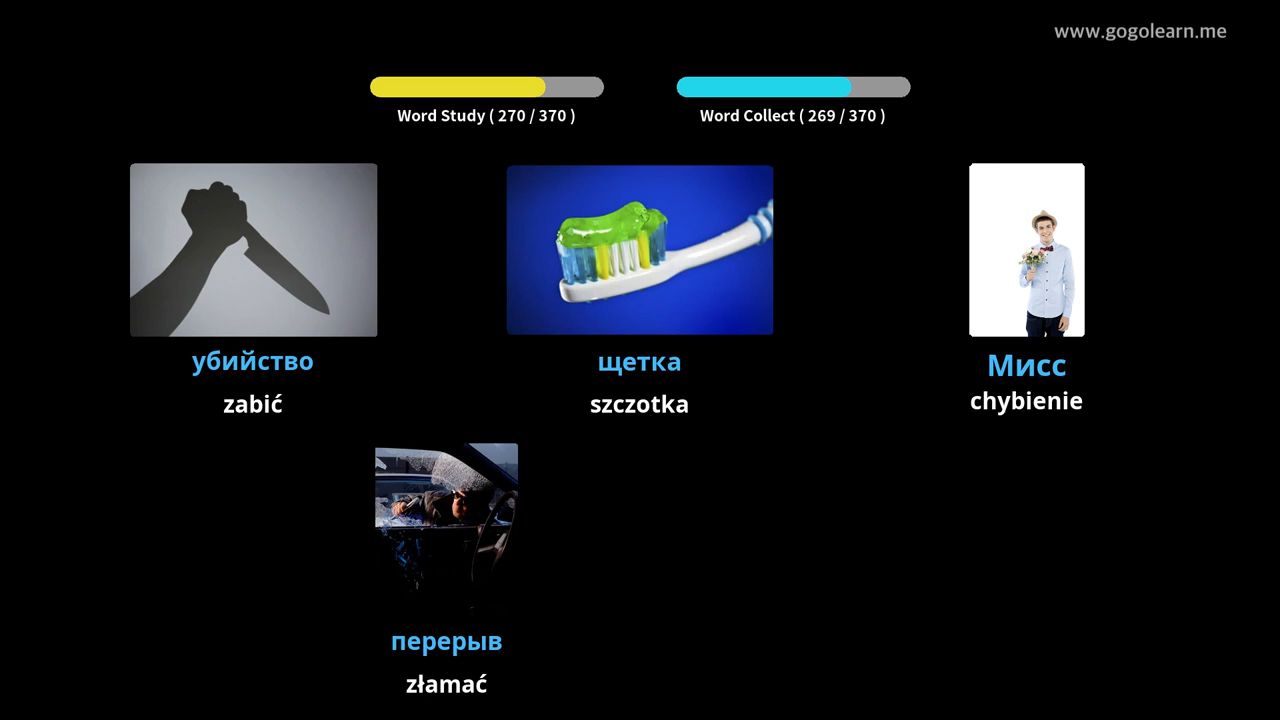 www.gogolearn.me
Word Study ( 270 / 370 )
Word Collect ( 269 / 370 )
убийство
zabić
щетка
szczotka
Мисс
chybienie
перерыв
złamać